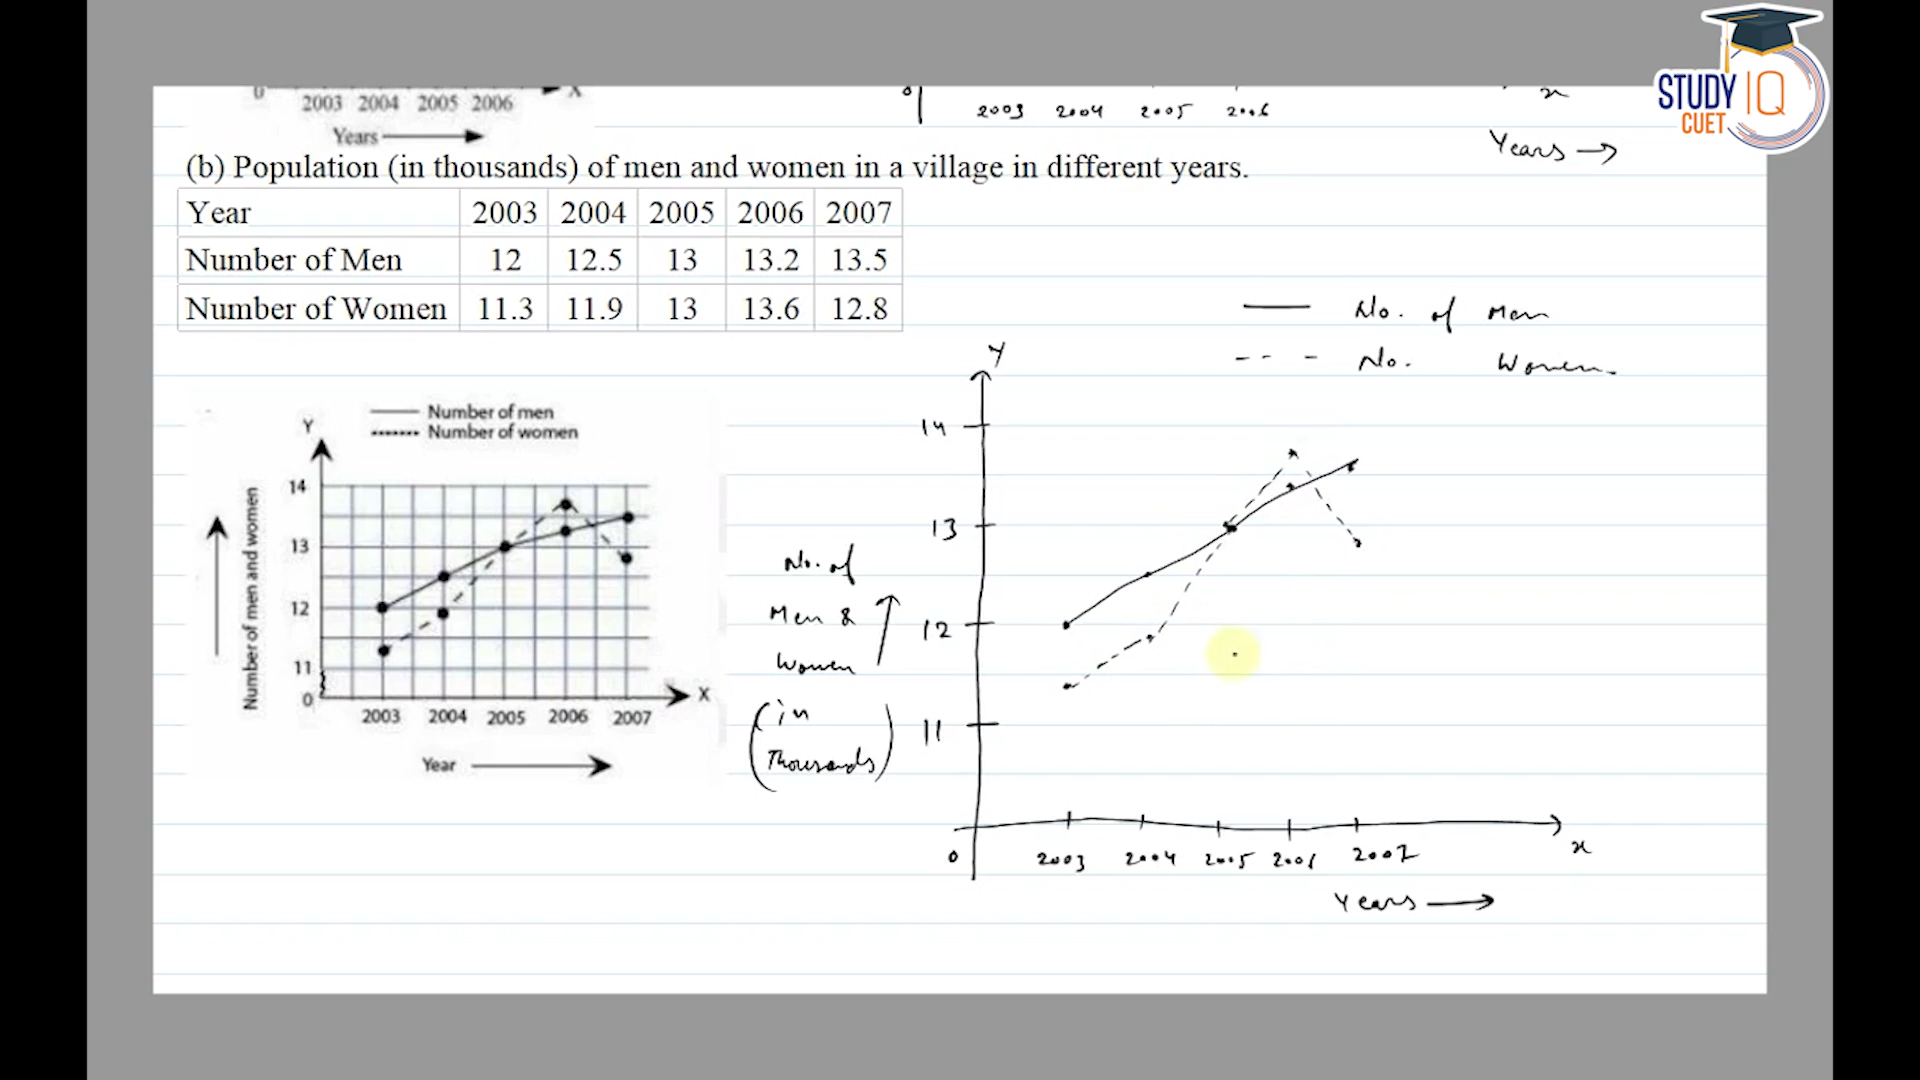 STUDY IQ
CUET
0 2003 2004 2005 2006 X
Years
0 2003 2004 2005 2006 x
Years
(b) Population (in thousands) of men and women in a village in different years.
Year 2003 2004 2005 2006 2007
Number of Men 12 12.5 13 13.2 13.5
Number of Women 11.3 11.9 13 13.6 12.8
Number of men
Number of women
Y
14
13
12
11
0
Number of men and women
2003 2004 2005 2006 2007
X
Year
No. of Men
No. Women
Y
14
13
12
11
No. of
Men &
Women
(in
Thousands)
0 2003 2004 2005 2006 2007 x
Years